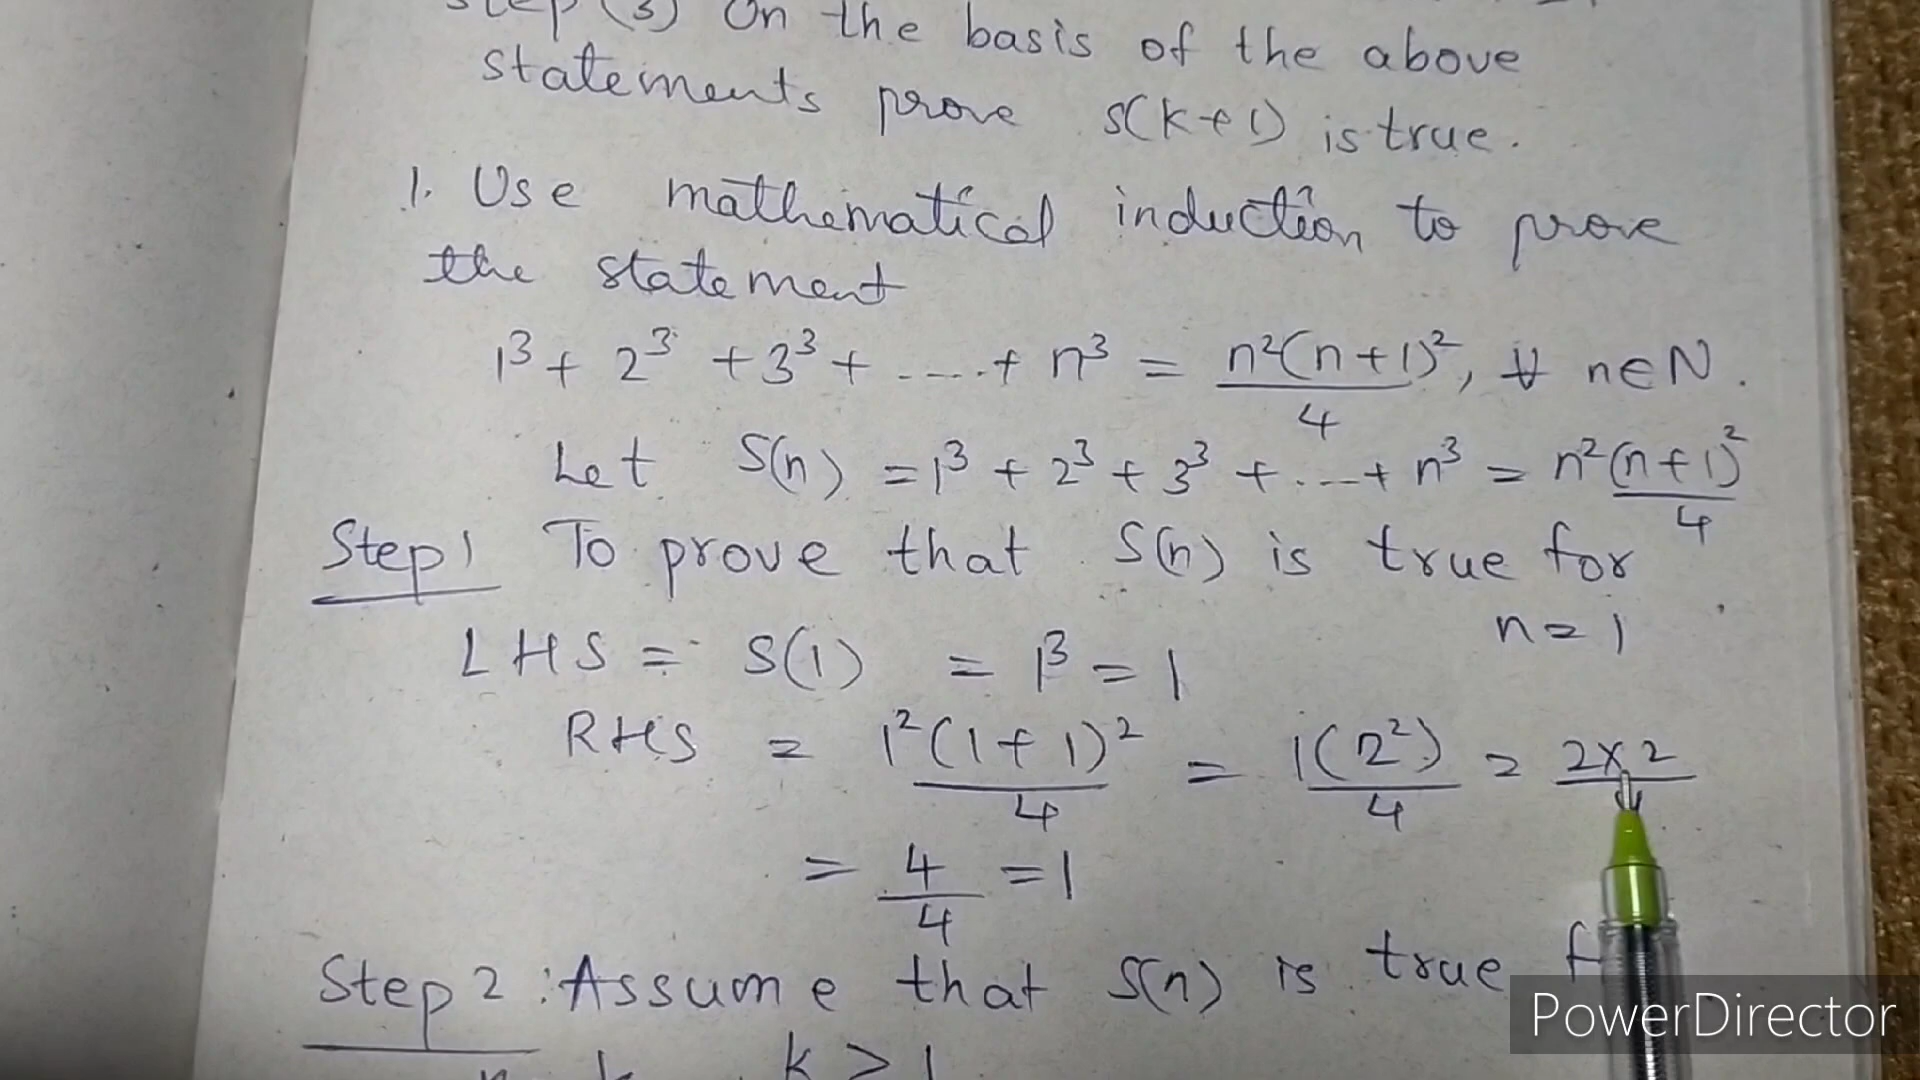 Step (3) On the basis of the above
statements prove S(k+1) is true.
1. Use mathematical induction to prove
the statement
1³ + 2³ + 3³ + ..... + n³ = n²(n+1)²/4, ∀ n∈N.
Let S(n) = 1³ + 2³ + 3³ + ... + n³ = n²(n+1)²/4
Step 1 To prove that S(n) is true for
n = 1
LHS = S(1) = 1³ = 1
RHS = 1²(1+1)²/4 = 1(2²)/4 = 2×2
= 4/4 = 1
Step 2 : Assume that S(n) is true
k > 1
PowerDirector